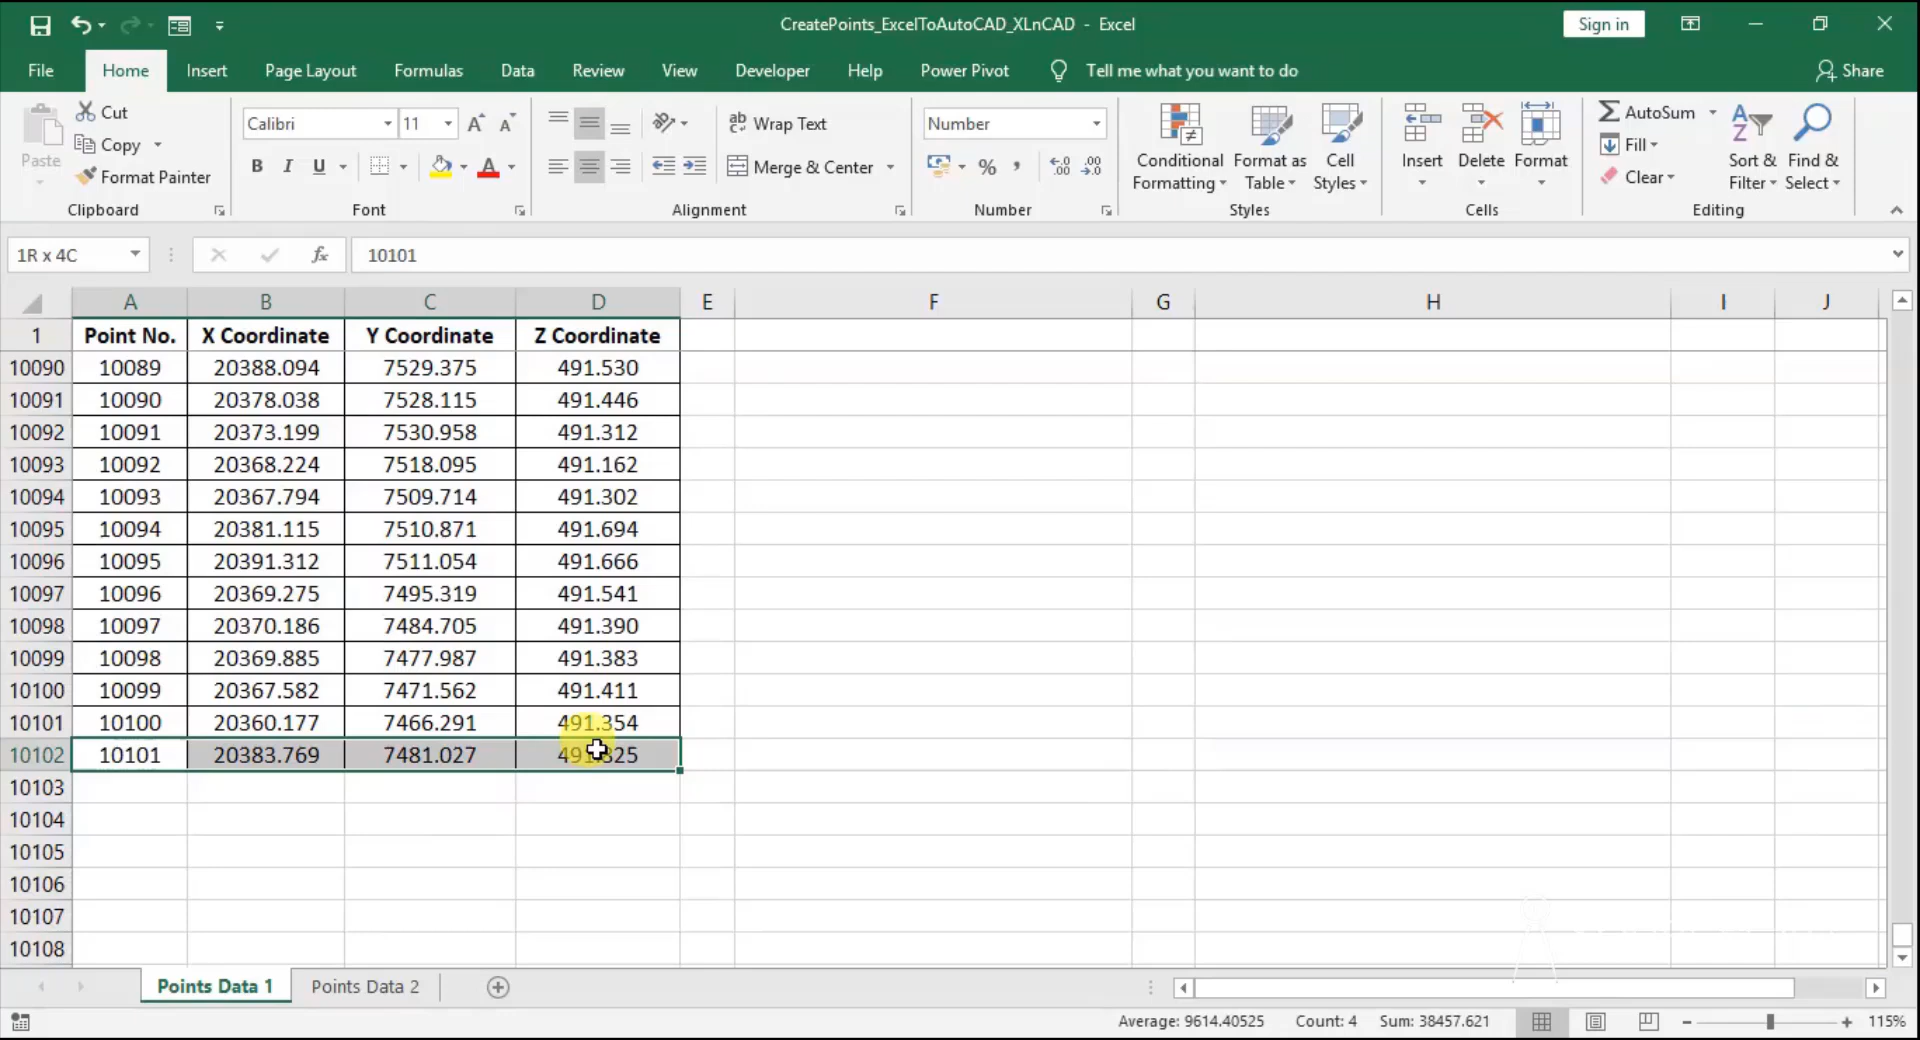 CreatePoints_ExcelToAutoCAD_XLnCAD - Excel
Sign in
File Home Insert Page Layout Formulas Data Review View Developer Help Power Pivot Tell me what you want to do Share
Paste
Cut
Copy
Format Painter
Clipboard
Calibri 11
B I U A
Font
ab Wrap Text
Merge & Center
Alignment
Number
% ,
Number
Conditional Formatting
Format as Table
Cell Styles
Styles
Insert
Delete
Format
Cells
AutoSum
Fill
Clear
Sort & Filter
Find & Select
Editing
1R x 4C fx 10101
A B C D E F G H I J
1 Point No. X Coordinate Y Coordinate Z Coordinate
10090 10089 20388.094 7529.375 491.530
10091 10090 20378.038 7528.115 491.446
10092 10091 20373.199 7530.958 491.312
10093 10092 20368.224 7518.095 491.162
10094 10093 20367.794 7509.714 491.302
10095 10094 20381.115 7510.871 491.694
10096 10095 20391.312 7511.054 491.666
10097 10096 20369.275 7495.319 491.541
10098 10097 20370.186 7484.705 491.390
10099 10098 20369.885 7477.987 491.383
10100 10099 20367.582 7471.562 491.411
10101 10100 20360.177 7466.291 491.354
10102 10101 20383.769 7481.027 491.825
10103
10104
10105
10106
10107
10108
Points Data 1 Points Data 2
Average: 9614.40525 Count: 4 Sum: 38457.621 115%